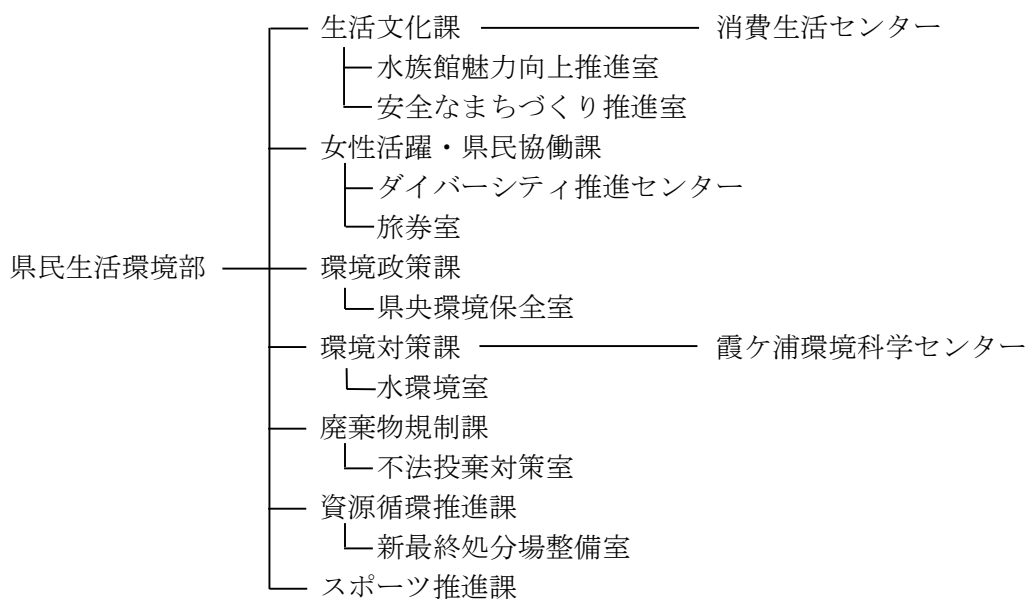 生活文化課 消費生活センター
水族館魅力向上推進室
安全なまちづくり推進室
女性活躍・県民協働課
ダイバーシティ推進センター
旅券室
県民生活環境部 環境政策課
県央環境保全室
環境対策課 霞ケ浦環境科学センター
水環境室
廃棄物規制課
不法投棄対策室
資源循環推進課
新最終処分場整備室
スポーツ推進課